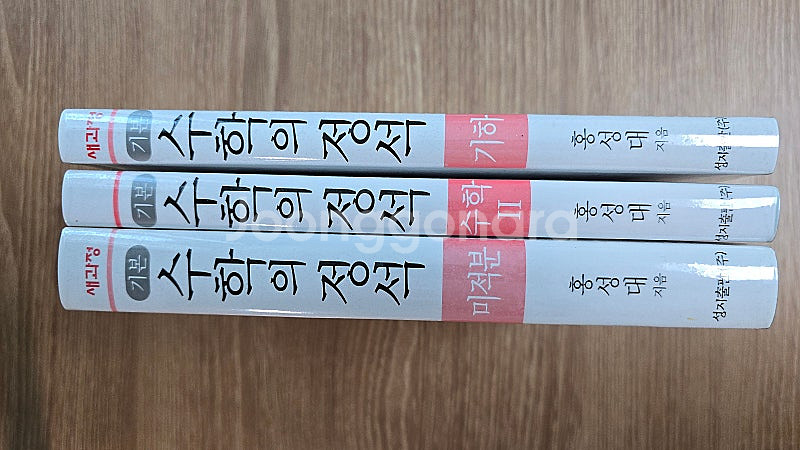 새과정 기본 수학의 정석 기하 홍성대 지음 성지출판(주)
기본 수학의 정석 수학 II 홍성대 지음 성지출판(주)
새과정 기본 수학의 정석 미적분 홍성대 지음 성지출판(주)
joonggonara